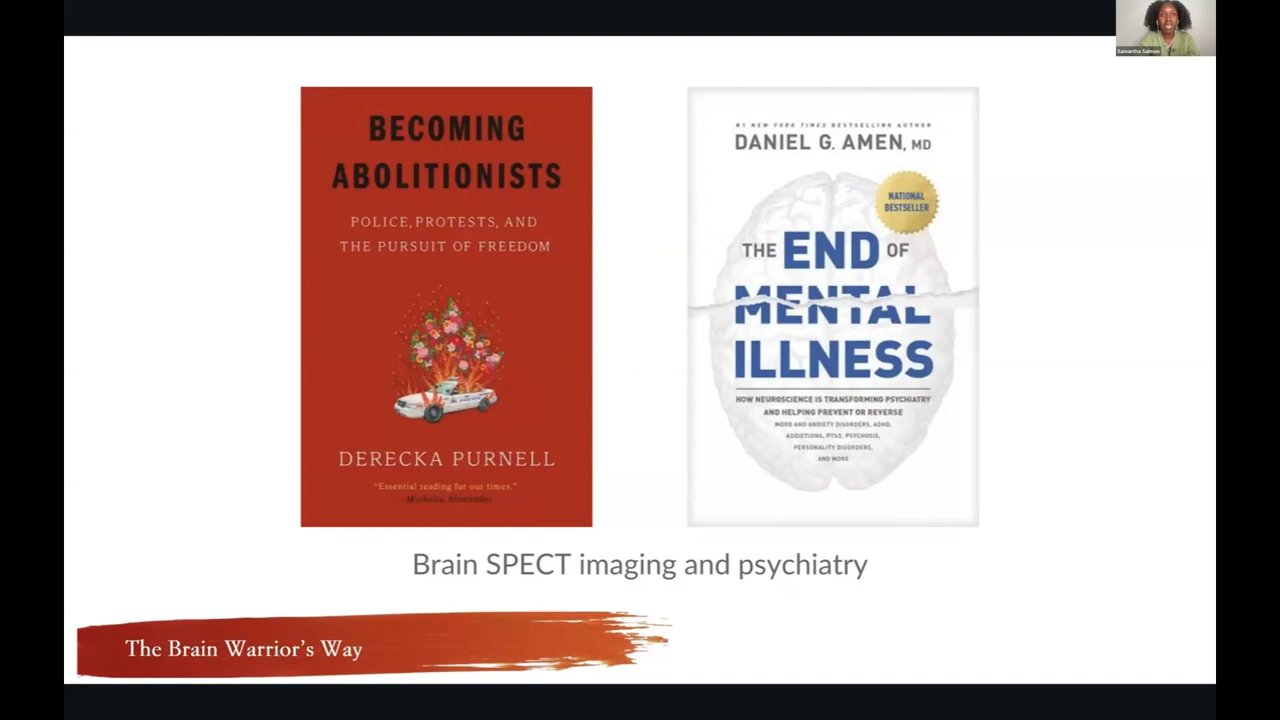 Samantha Salmon
BECOMING
ABOLITIONISTS
POLICE, PROTESTS, AND
THE PURSUIT OF FREEDOM
DERECKA PURNELL
"Essential reading for our times."
-Michelle Alexander
#1 NEW YORK TIMES BESTSELLING AUTHOR
DANIEL G. AMEN, MD
NATIONAL
BESTSELLER
THE END OF
MENTAL
ILLNESS
HOW NEUROSCIENCE IS TRANSFORMING PSYCHIATRY
AND HELPING PREVENT OR REVERSE
MOOD AND ANXIETY DISORDERS, ADHD,
ADDICTIONS, PTSD, PSYCHOSIS,
PERSONALITY DISORDERS,
AND MORE
Brain SPECT imaging and psychiatry
The Brain Warrior's Way